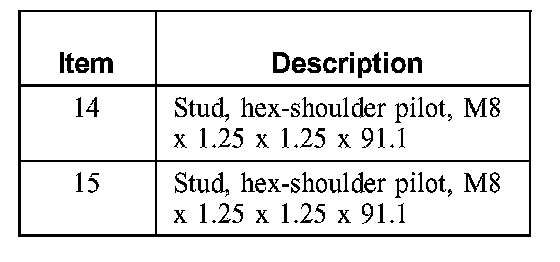 Item Description
14 Stud, hex-shoulder pilot, M8
x 1.25 x 1.25 x 91.1
15 Stud, hex-shoulder pilot, M8
x 1.25 x 1.25 x 91.1